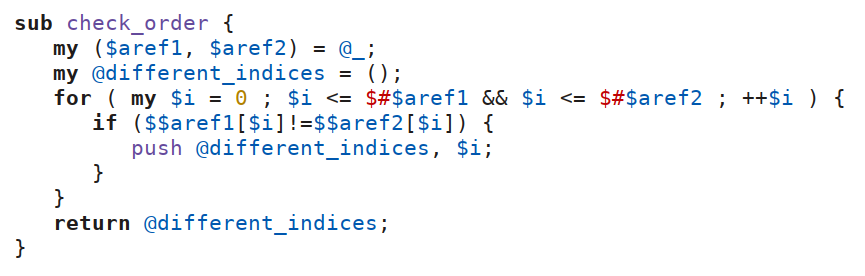 sub check_order {
   my ($aref1, $aref2) = @_;
   my @different_indices = ();
   for ( my $i = 0 ; $i <= $#$aref1 && $i <= $#$aref2 ; ++$i ) {
      if ($$aref1[$i]!=$$aref2[$i]) {
         push @different_indices, $i;
      }
   }
   return @different_indices;
}